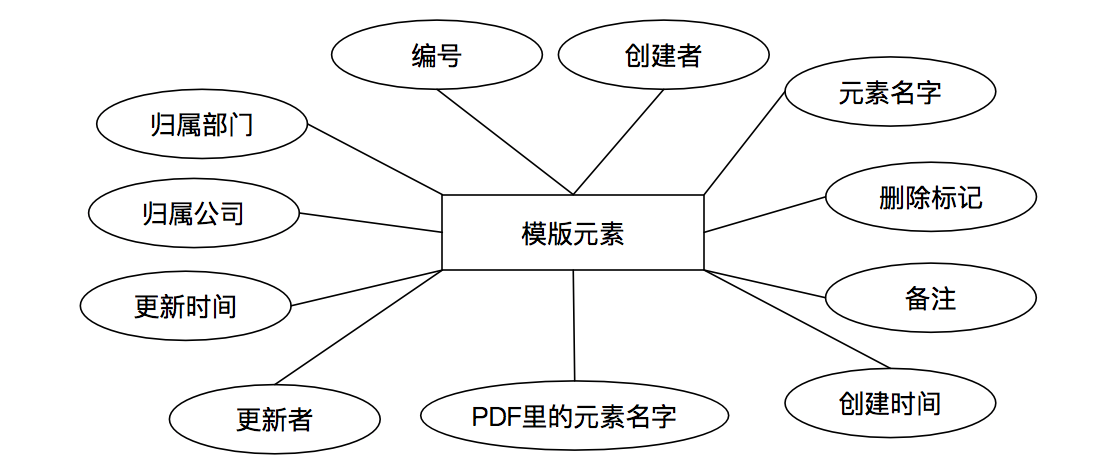 编号
创建者
元素名字
归属部门
删除标记
归属公司
模版元素
更新时间
备注
创建时间
更新者
PDF里的元素名字